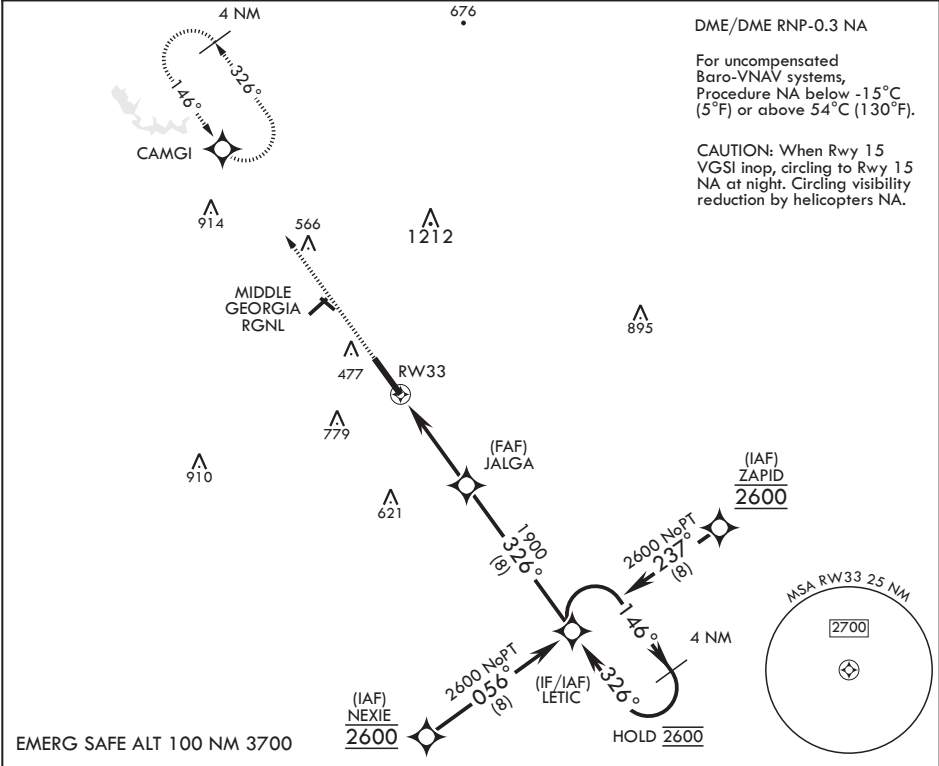 4 NM
326°
146°
CAMGI
676
DME/DME RNP-0.3 NA
For uncompensated
Baro-VNAV systems,
Procedure NA below -15°C
(5°F) or above 54°C (130°F).
CAUTION: When Rwy 15
VGSI inop, circling to Rwy 15
NA at night. Circling visibility
reduction by helicopters NA.
914
566
1212
MIDDLE
GEORGIA
RGNL
895
477
RW33
779
910
621
(FAF)
JALGA
(IAF)
ZAPID
2600
1900
326°
(8)
2600 NoPT
237°
(8)
146°
4 NM
326°
HOLD 2600
(IF/IAF)
LETIC
2600 NoPT
056°
(8)
(IAF)
NEXIE
2600
MSA RW33 25 NM
2700
EMERG SAFE ALT 100 NM 3700